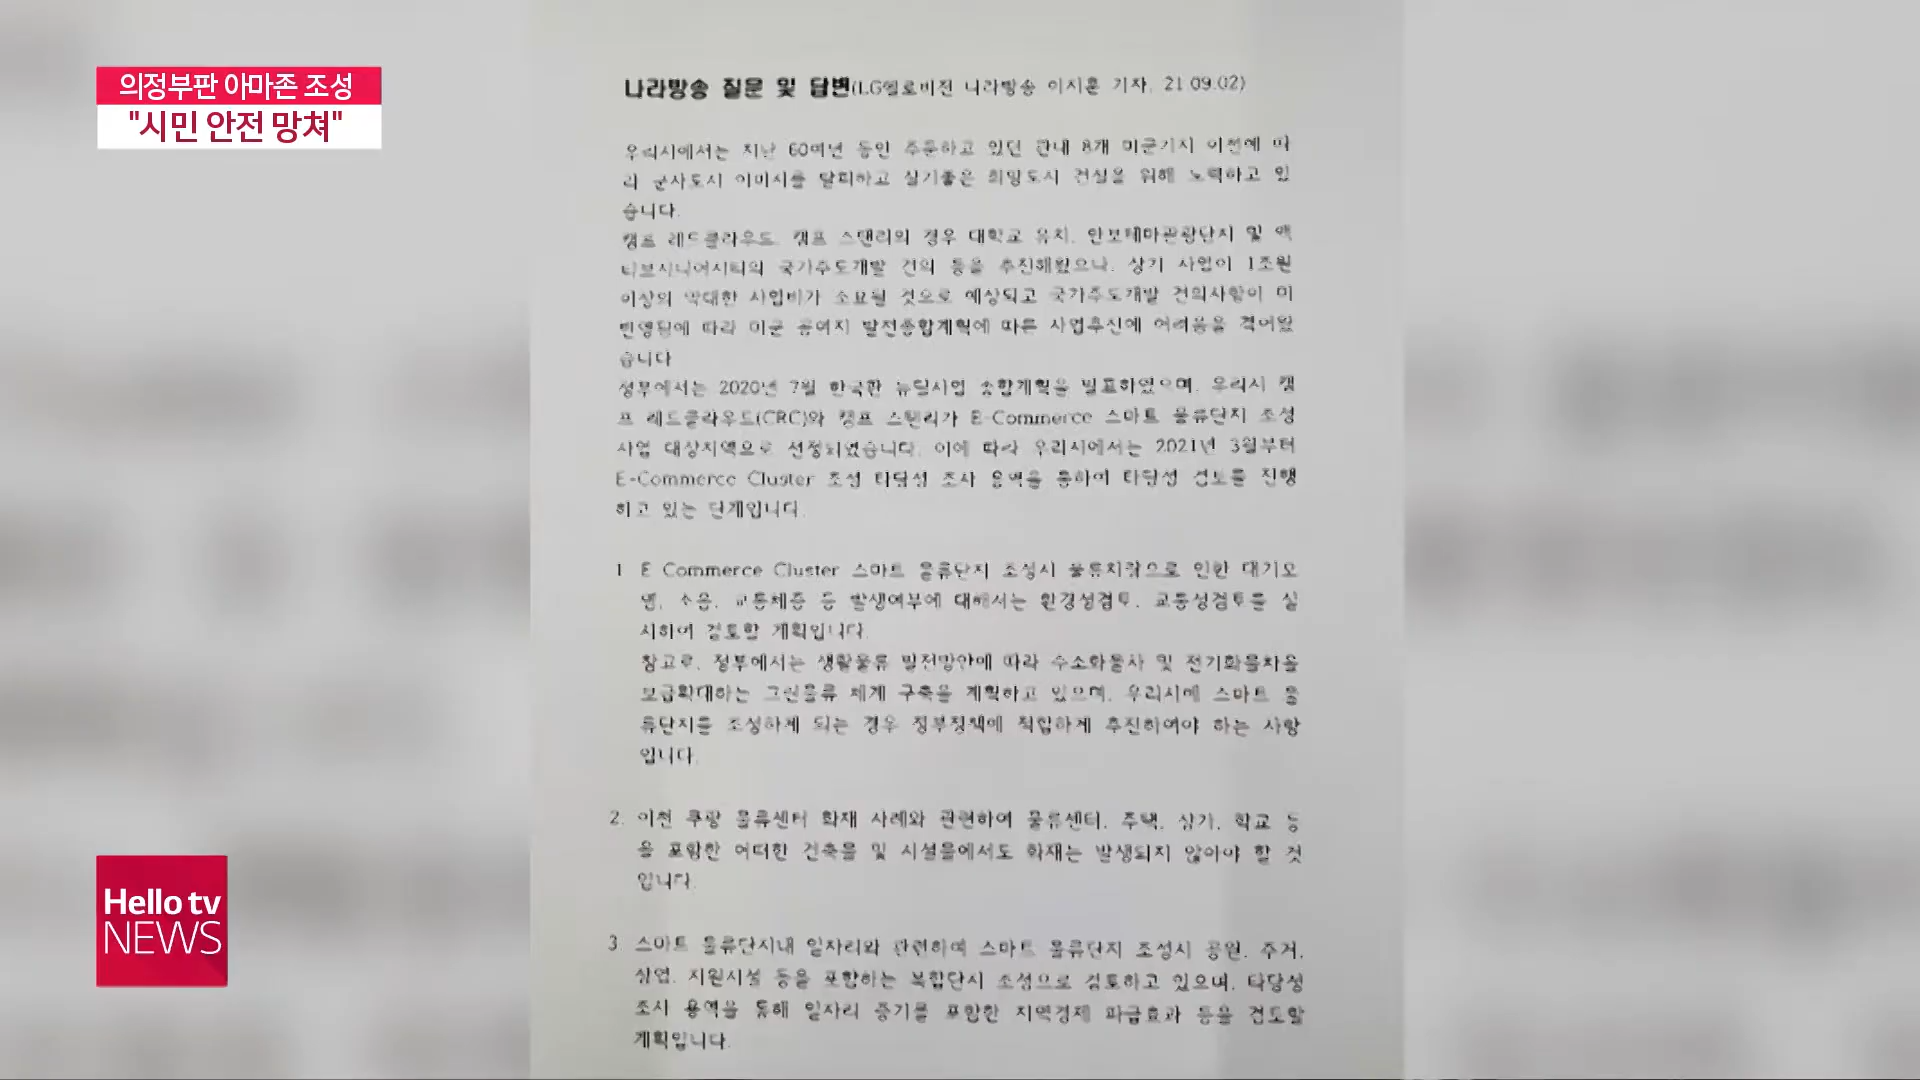 의정부판 아마존 조성
"시민 안전 망쳐"
나라방송 질문 및 답변(LG헬로비전 나라방송 이지훈 기자, 21.09.02)
우리시에서는 지난 60여년 동안 주둔하고 있던 관내 8개 미군기지 이전에 따
라 군사도시 이미지를 탈피하고 살기좋은 희망도시 건설을 위해 노력하고 있
습니다.
캠프 레드클라우드, 캠프 스탠리의 경우 대학교 유치, 안보테마관광단지 및 액
티브시니어시티의 국가주도개발 건의 등을 추진해왔으나, 상기 사업이 1조원
이상의 막대한 사업비가 소요될 것으로 예상되고 국가주도개발 건의사항이 미
반영됨에 따라 미군 공여지 발전종합계획에 따른 사업추진에 어려움을 겪어왔
습니다
정부에서는 2020년 7월 한국판 뉴딜사업 종합계획을 발표하였으며, 우리시 캠
프 레드클라우드(CRC)와 캠프 스탠리가 E-Commerce 스마트 물류단지 조성
사업 대상지역으로 선정되었습니다. 이에 따라 우리시에서는 2021년 3월부터
E-Commerce Cluster 조성 타당성 조사 용역을 통하여 타당성 검토를 진행
하고 있는 단계입니다.
1 E Commerce Cluster 스마트 물류단지 조성시 물류차량으로 인한 대기오
염, 소음, 교통체증 등 발생여부에 대해서는 환경성검토, 교통성검토를 실
시하여 검토할 계획입니다.
참고로, 정부에서는 생활물류 발전방안에 따라 수소화물차 및 전기화물차을
보급확대하는 그린물류 체계 구축을 계획하고 있으며, 우리시에 스마트 물
류단지를 조성하게 되는 경우 정부정책에 적합하게 추진하여야 하는 사항
입니다.
2. 이천 쿠팡 물류센터 화재 사례와 관련하여 물류센터, 주택, 상가, 학교 등
을 포함한 어떠한 건축물 및 시설물에서도 화재는 발생되지 않아야 할 것
입니다.
3 스마트 물류단지내 일자리와 관련하여 스마트 물류단지 조성시 공원, 주거,
상업, 지원시설 등을 포함하는 복합단지 조성으로 검토하고 있으며, 타당성
조사 용역을 통해 일자리 증가를 포함한 지역경제 파급효과 등을 검토할
계획입니다.
Hello tv
NEWS